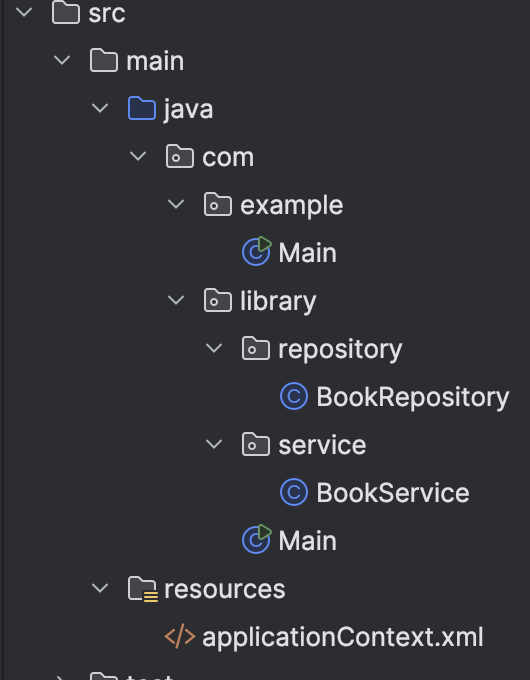 src
main
java
com
example
Main
library
repository
BookRepository
service
BookService
Main
resources
applicationContext.xml